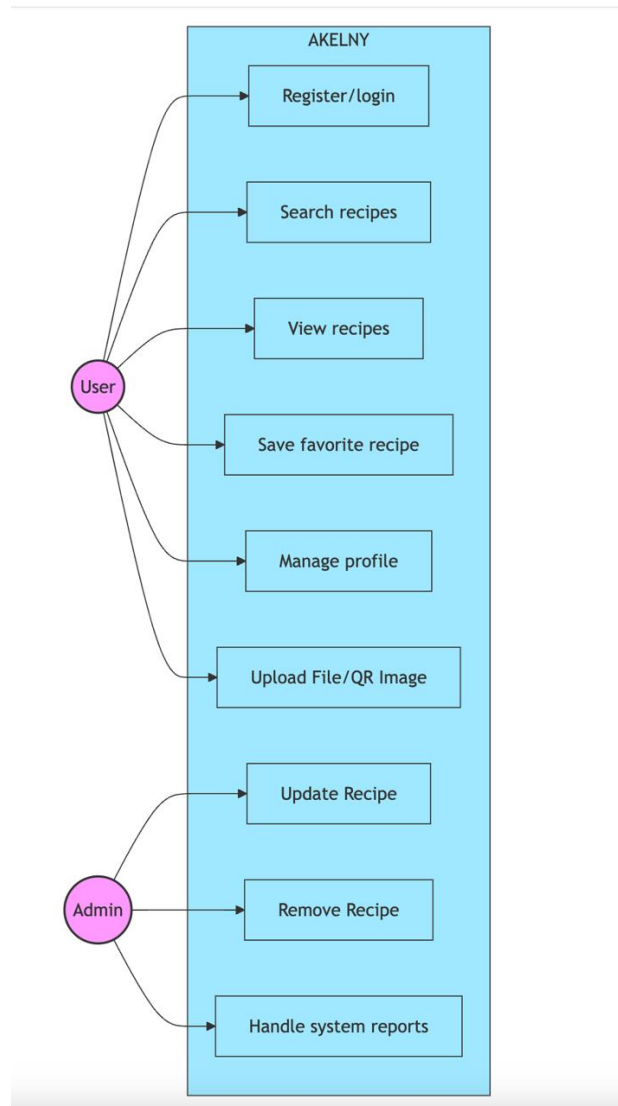 AKELNY
Register/login
Search recipes
View recipes
User
Save favorite recipe
Manage profile
Upload File/QR Image
Update Recipe
Admin
Remove Recipe
Handle system reports